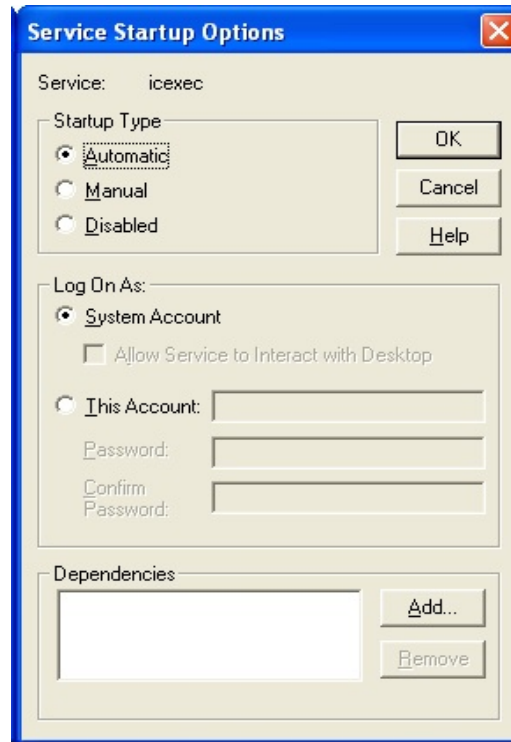 Service Startup Options
Service: icexec
Startup Type
Automatic
Manual
Disabled
OK
Cancel
Help
Log On As:
System Account
Allow Service to Interact with Desktop
This Account:
Password:
Confirm
Password:
Dependencies
Add...
Remove